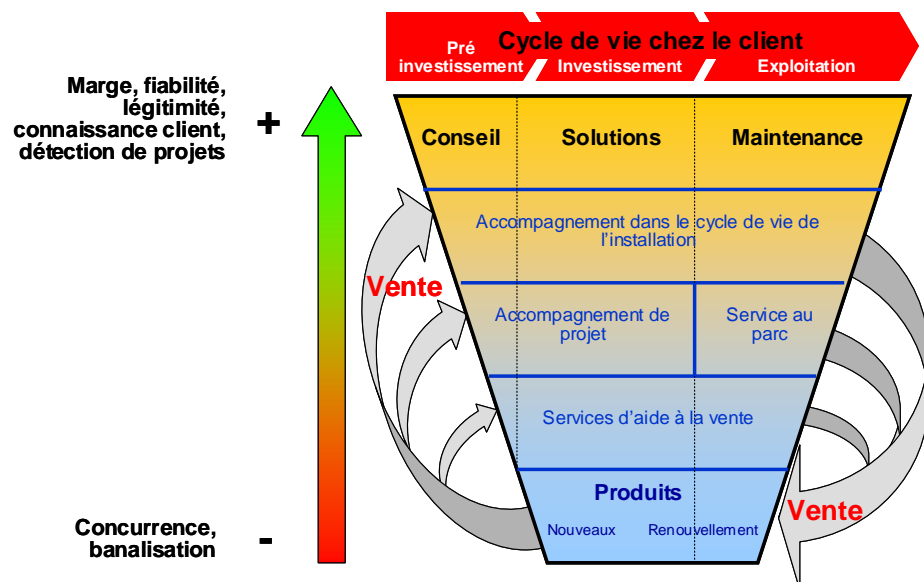 Cycle de vie chez le client
Pré
investissement
Investissement
Exploitation
Marge, fiabilité,
légitimité,
connaissance client,
détection de projets
+
Conseil
Solutions
Maintenance
Accompagnement dans le cycle de vie de
l'installation
Vente
Accompagnement de
projet
Service au
parc
Services d'aide à la vente
Produits
Nouveaux
Renouvellement
Vente
Concurrence,
banalisation
-